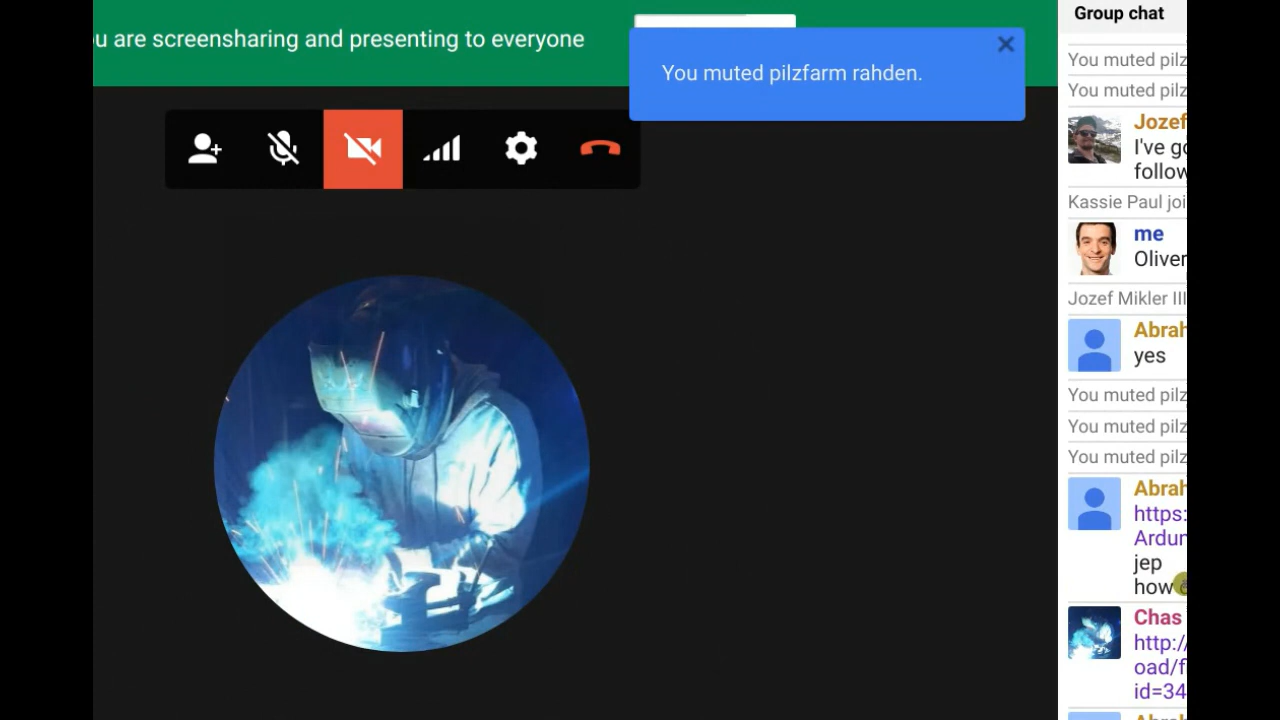 u are screensharing and presenting to everyone
You muted pilzfarm rahden.
Group chat
You muted pilz
You muted pilz
Jozef
I've go
follow
Kassie Paul joi
me
Oliver
Jozef Mikler III
Abrah
yes
You muted pilz
You muted pilz
You muted pilz
Abrah
https:
Ardun
jep
how
Chas
http:/
oad/f
id=34